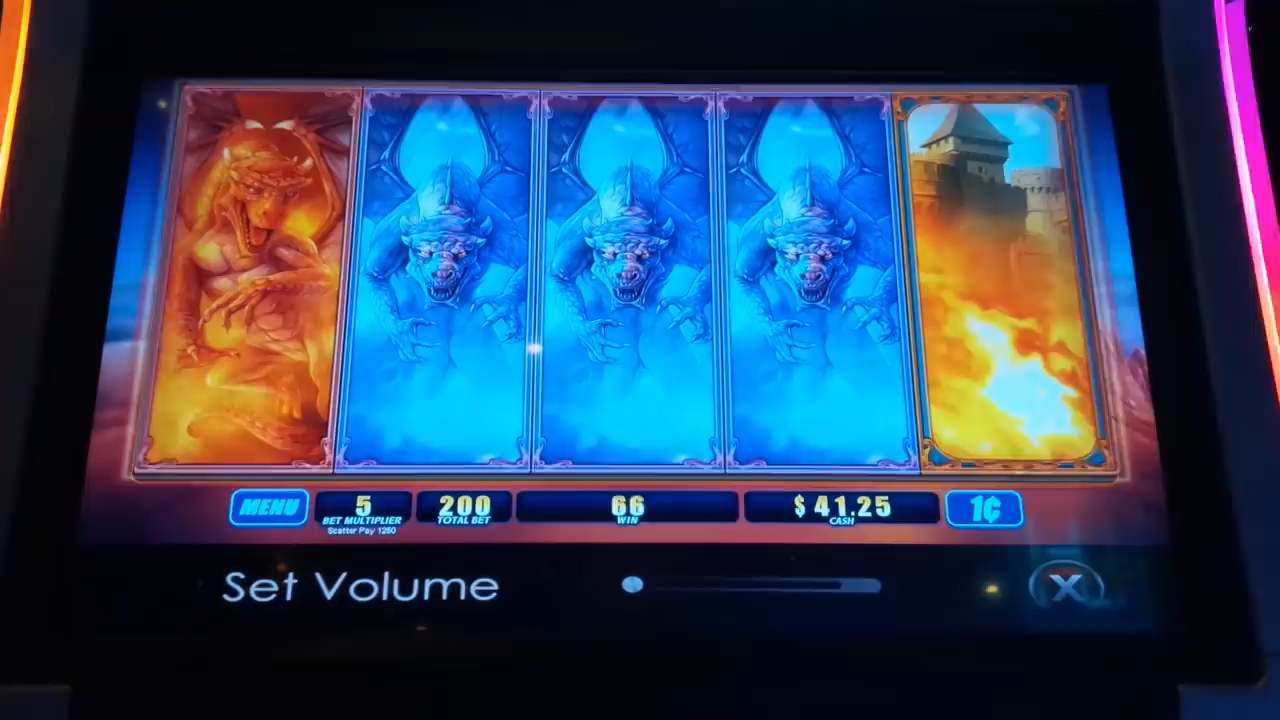 MENU
5
BET MULTIPLIER
Scatter Pay 1250
200
TOTAL BET
66
WIN
$41.25
CASH
1¢
Set Volume
X